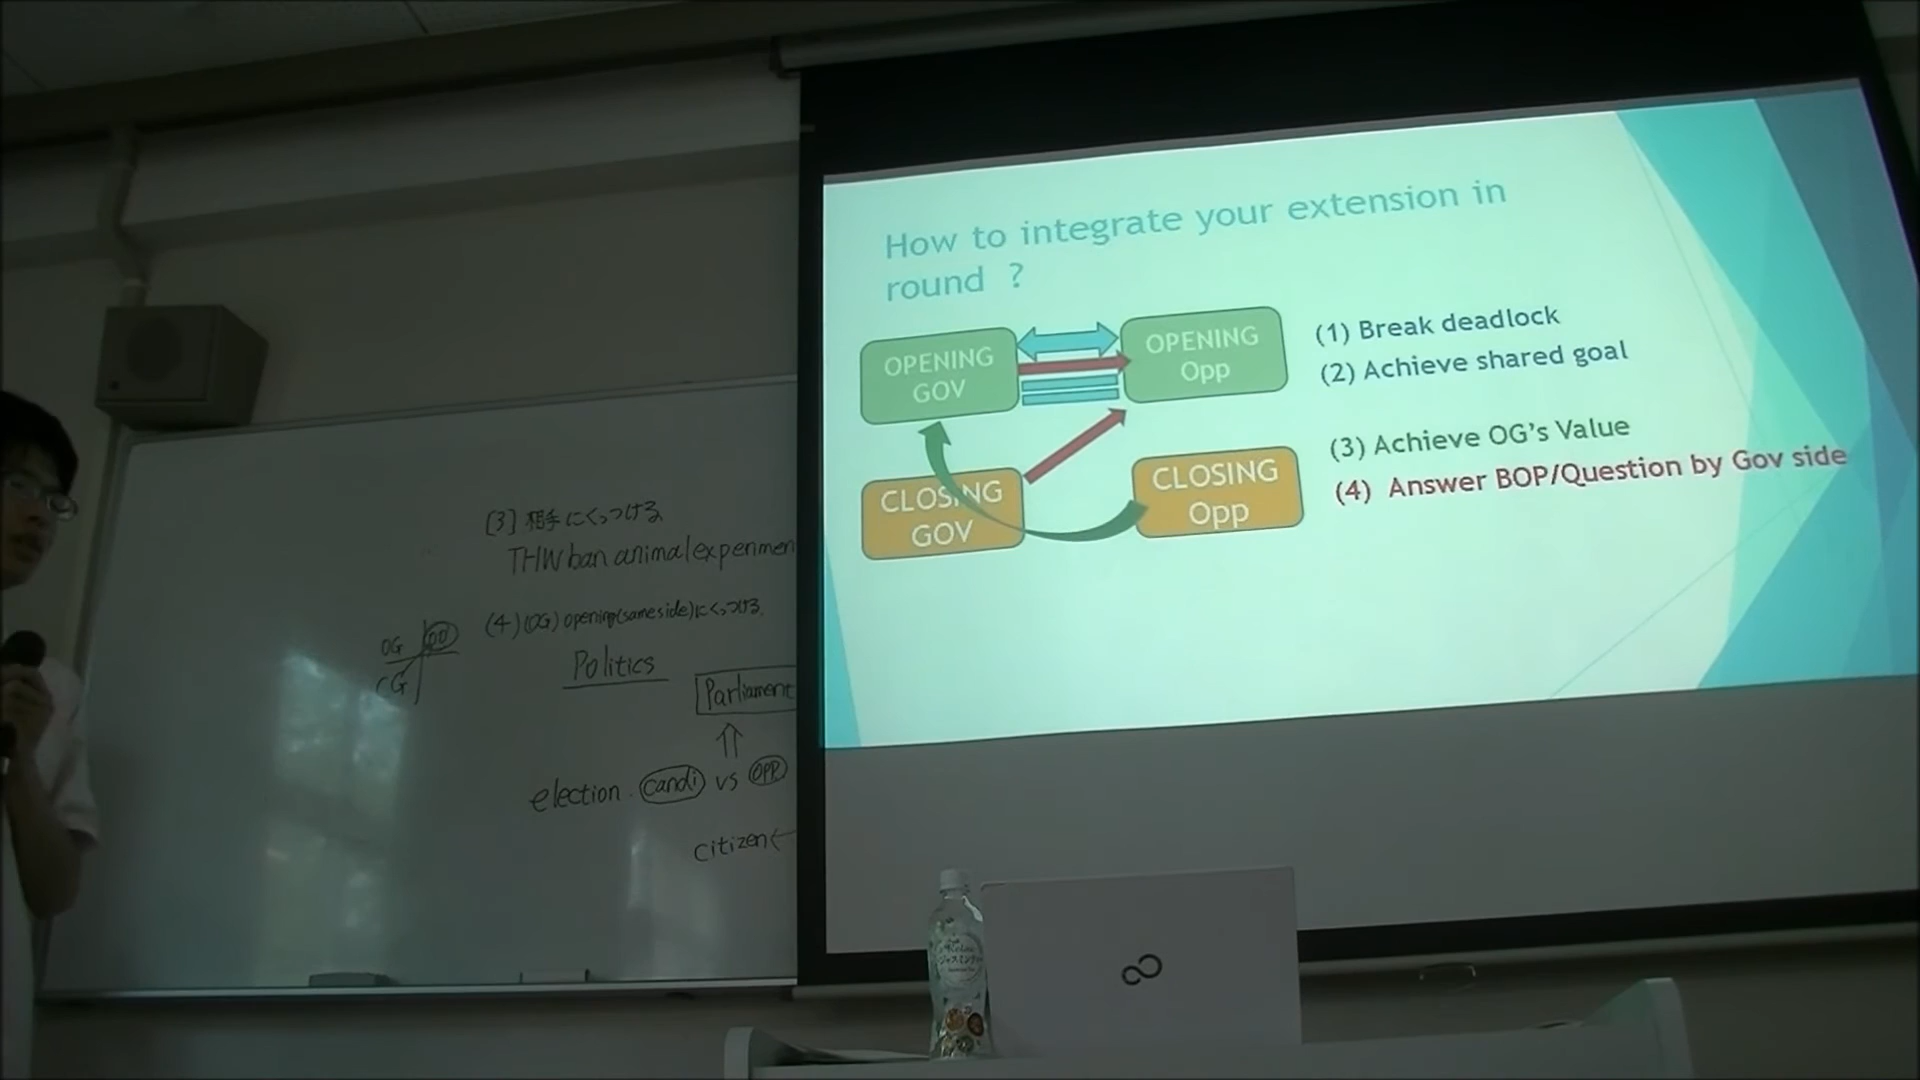 How to integrate your extension in
round ?
OPENING
GOV
OPENING
Opp
CLOSING
GOV
CLOSING
Opp
(1) Break deadlock
(2) Achieve shared goal
(3) Achieve OG's Value
(4) Answer BOP/Question by Gov side
[3] 相手にくっつける
THW ban animal experimen
(4) (OG) opening(same side)にくっつける
OG OO
CG
Politics
Parliament
election. candi vs opp
citizen